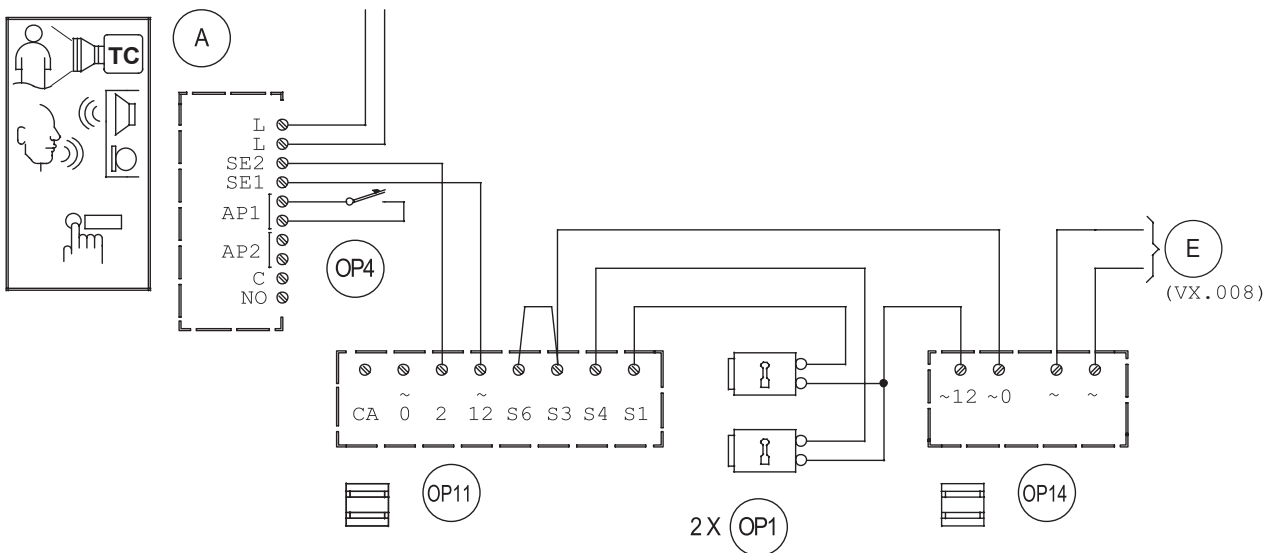 TC
A
L
L
SE2
SE1
AP1
AP2
C
NO
OP4
E
(VX.008)
CA ~0 2 ~12 S6 S3 S4 S1
~12 ~0 ~ ~
OP11
2 X OP1
OP14